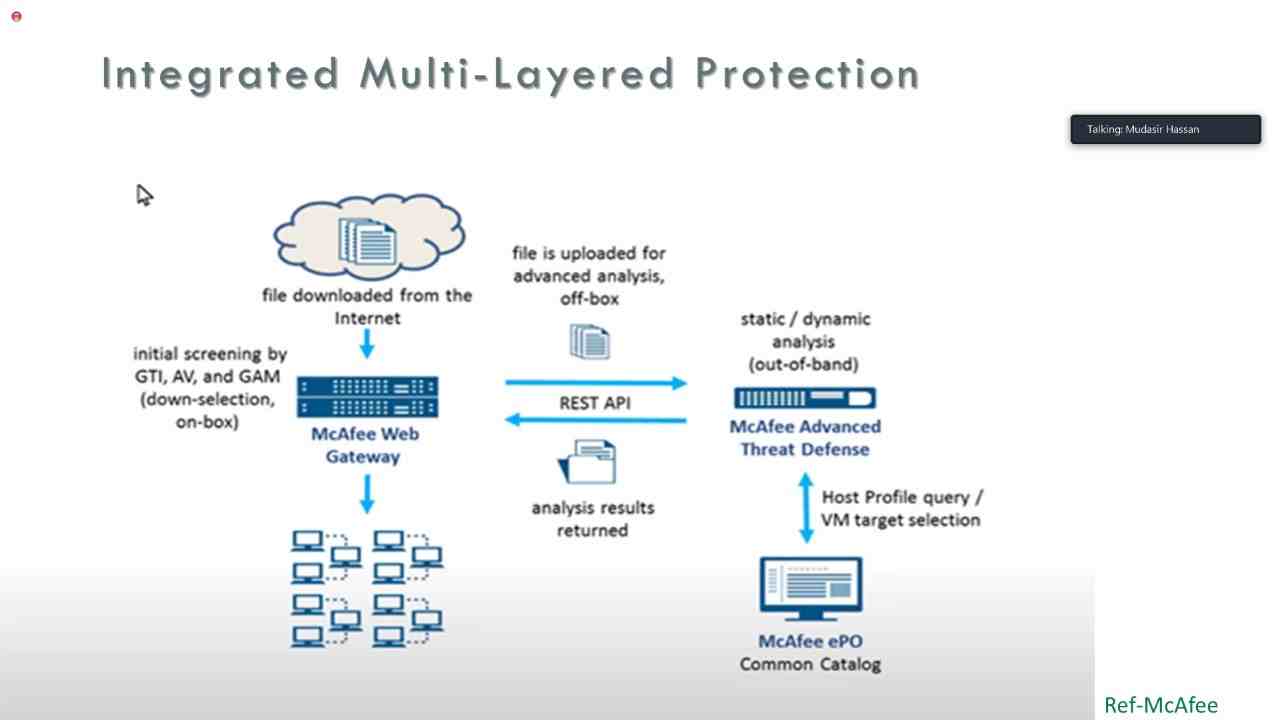 Integrated Multi-Layered Protection
Talking: Mudasir Hassan
file downloaded from the
Internet
initial screening by
GTI, AV, and GAM
(down-selection,
on-box)
McAfee Web
Gateway
file is uploaded for
advanced analysis,
off-box
REST API
analysis results
returned
static / dynamic
analysis
(out-of-band)
McAfee Advanced
Threat Defense
Host Profile query /
VM target selection
McAfee ePO
Common Catalog
Ref-McAfee